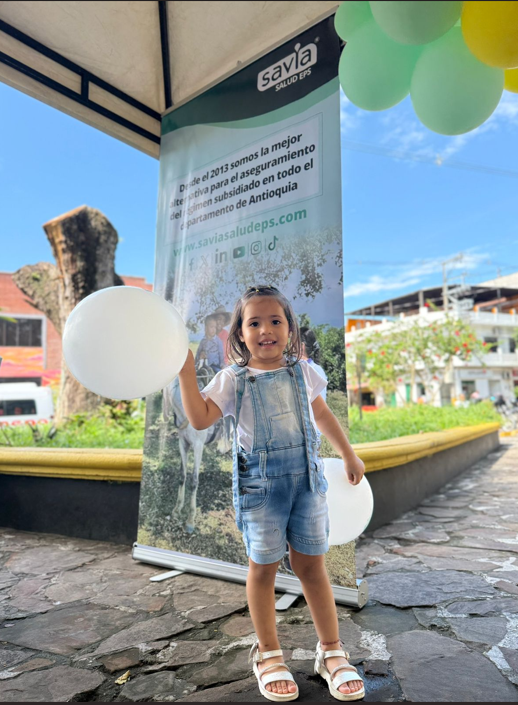 savia
SALUD EPS
Desde el 2013 somos la mejor
alternativa para el aseguramiento
del régimen subsidiado en todo el
departamento de Antioquia
www.saviasaludeps.com